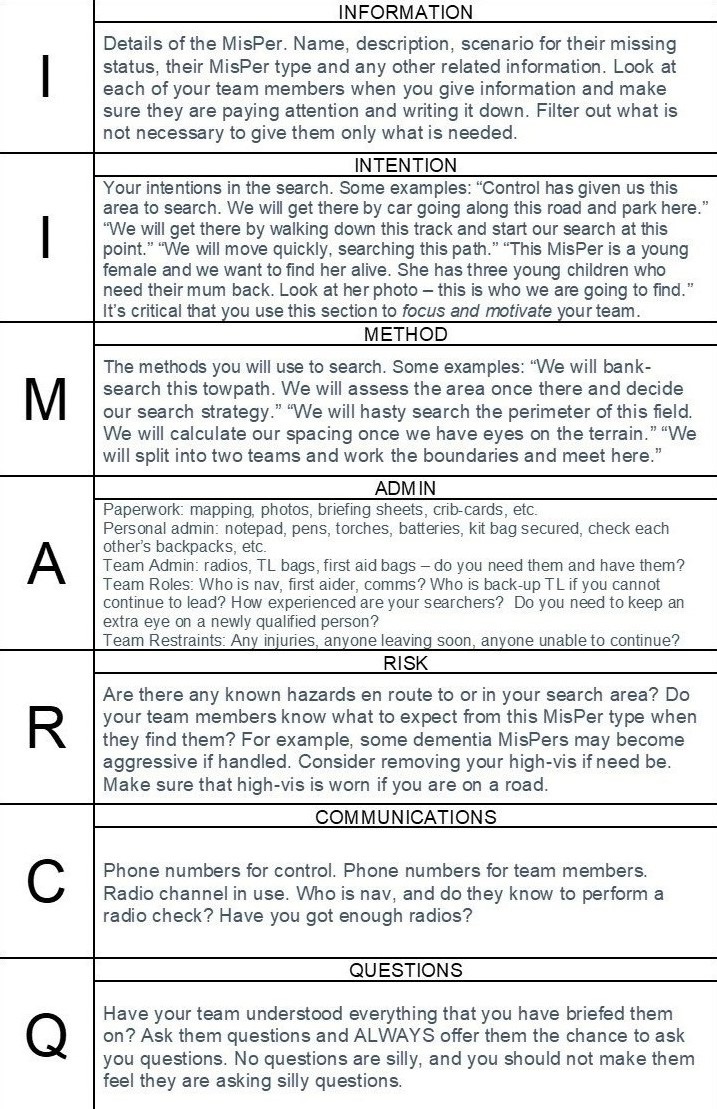 INFORMATION
I
Details of the MisPer. Name, description, scenario for their missing
status, their MisPer type and any other related information. Look at
each of your team members when you give information and make
sure they are paying attention and writing it down. Filter out what is
not necessary to give them only what is needed.
INTENTION
I
Your intentions in the search. Some examples: “Control has given us this
area to search. We will get there by car going along this road and park here.”
“We will get there by walking down this track and start our search at this
point.” “We will move quickly, searching this path.” “This MisPer is a young
female and we want to find her alive. She has three young children who
need their mum back. Look at her photo – this is who we are going to find.”
It’s critical that you use this section to focus and motivate your team.
METHOD
M
The methods you will use to search. Some examples: “We will bank-
search this towpath. We will assess the area once there and decide
our search strategy.” “We will hasty search the perimeter of this field.
We will calculate our spacing once we have eyes on the terrain.” “We
will split into two teams and work the boundaries and meet here.”
ADMIN
A
Paperwork: mapping, photos, briefing sheets, crib-cards, etc.
Personal admin: notepad, pens, torches, batteries, kit bag secured, check each
other’s backpacks, etc.
Team Admin: radios, TL bags, first aid bags – do you need them and have them?
Team Roles: Who is nav, first aider, comms? Who is back-up TL if you cannot
continue to lead? How experienced are your searchers? Do you need to keep an
extra eye on a newly qualified person?
Team Restraints: Any injuries, anyone leaving soon, anyone unable to continue?
RISK
R
Are there any known hazards en route to or in your search area? Do
your team members know what to expect from this MisPer type when
they find them? For example, some dementia MisPers may become
aggressive if handled. Consider removing your high-vis if need be.
Make sure that high-vis is worn if you are on a road.
COMMUNICATIONS
C
Phone numbers for control. Phone numbers for team members.
Radio channel in use. Who is nav, and do they know to perform a
radio check? Have you got enough radios?
QUESTIONS
Q
Have your team understood everything that you have briefed them
on? Ask them questions and ALWAYS offer them the chance to ask
you questions. No questions are silly, and you should not make them
feel they are asking silly questions.